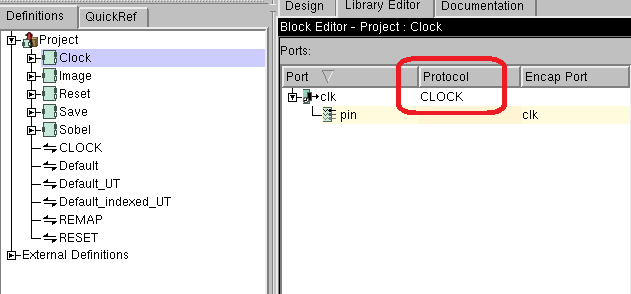 Definitions QuickRef
Project
Clock
Image
Reset
Save
Sobel
CLOCK
Default
Default_UT
Default_indexed_UT
REMAP
RESET
External Definitions
Design Library Editor Documentation
Block Editor - Project : Clock
Ports:
Port Protocol Encap Port
clk CLOCK
pin clk